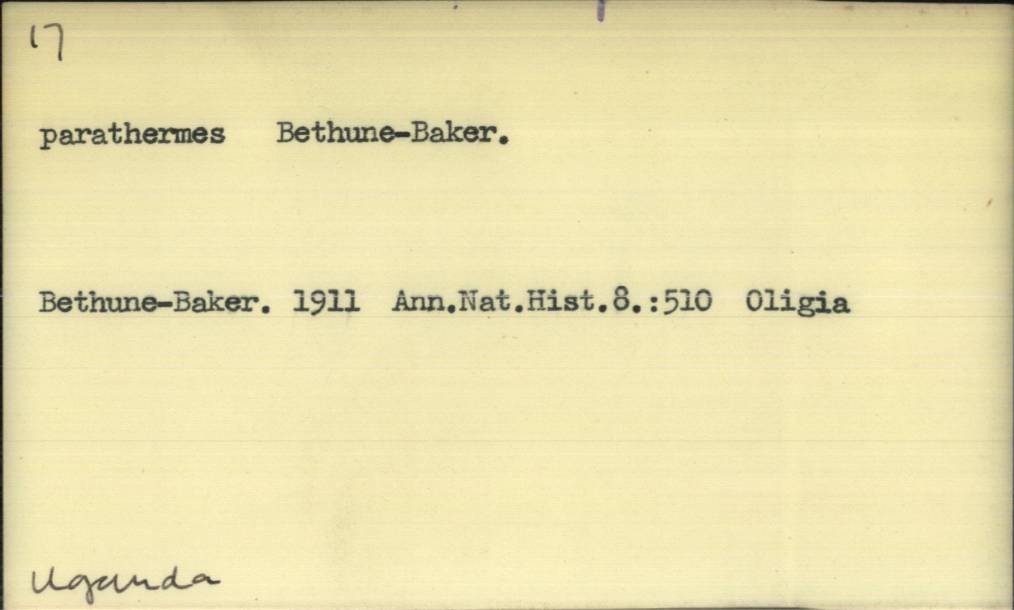 17
parathermes Bethune-Baker.
Bethune-Baker. 1911 Ann.Nat.Hist.8.:510 Oligia
Uganda